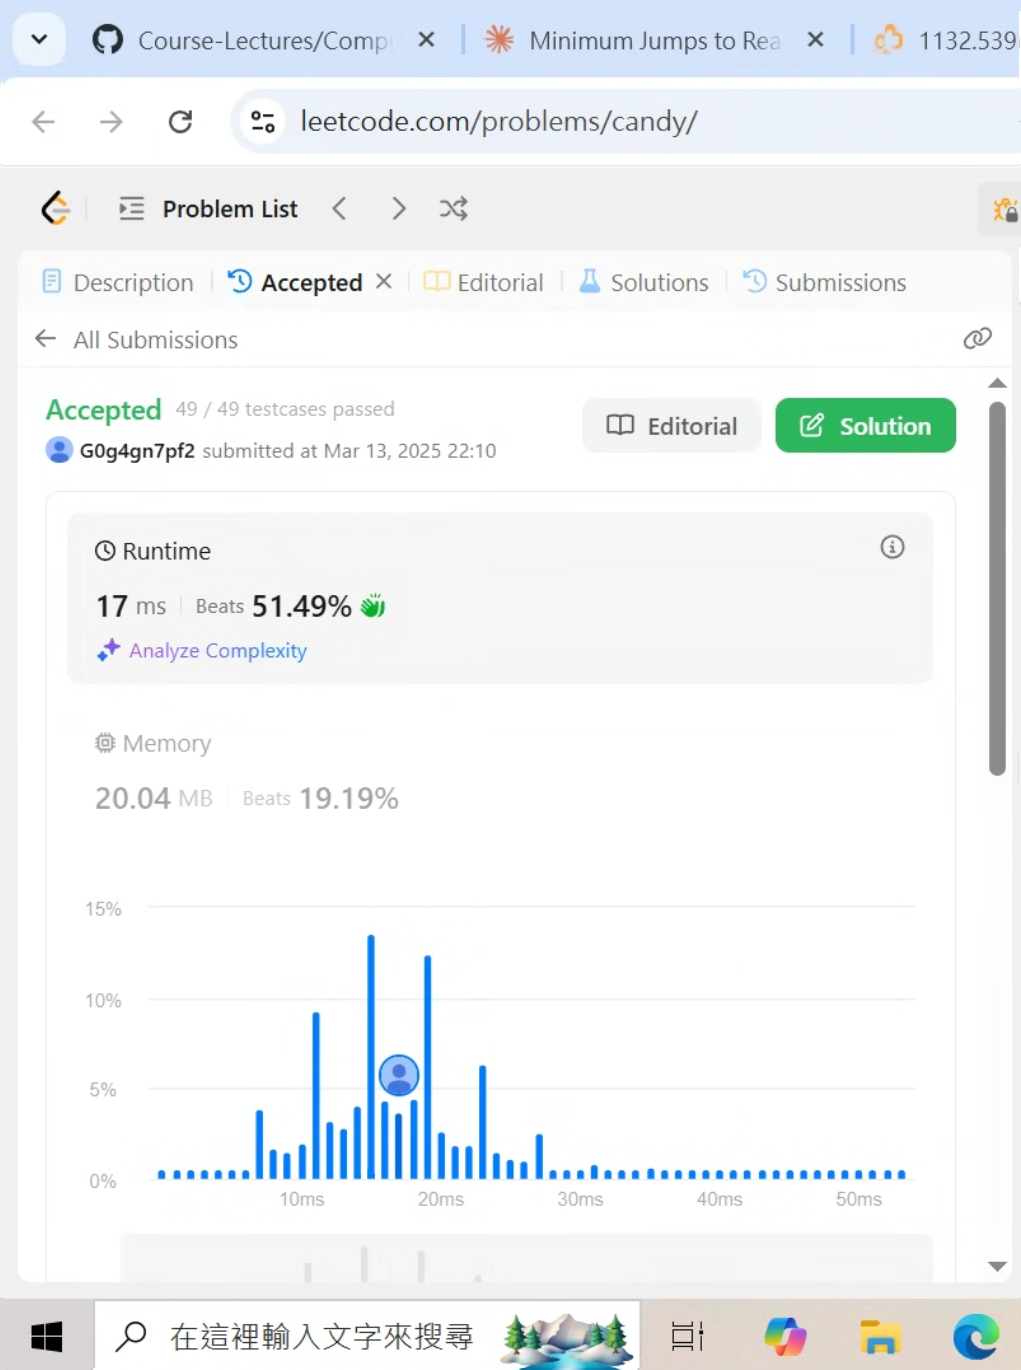 Course-Lectures/Comp
Minimum Jumps to Rea
1132.539
leetcode.com/problems/candy/
Problem List
Description
Accepted
Editorial
Solutions
Submissions
All Submissions
Accepted 49 / 49 testcases passed
G0g4gn7pf2 submitted at Mar 13, 2025 22:10
Editorial
Solution
Runtime
17 ms Beats 51.49%
Analyze Complexity
Memory
20.04 MB Beats 19.19%
15%
10%
5%
0%
10ms 20ms 30ms 40ms 50ms
在這裡輸入文字來搜尋